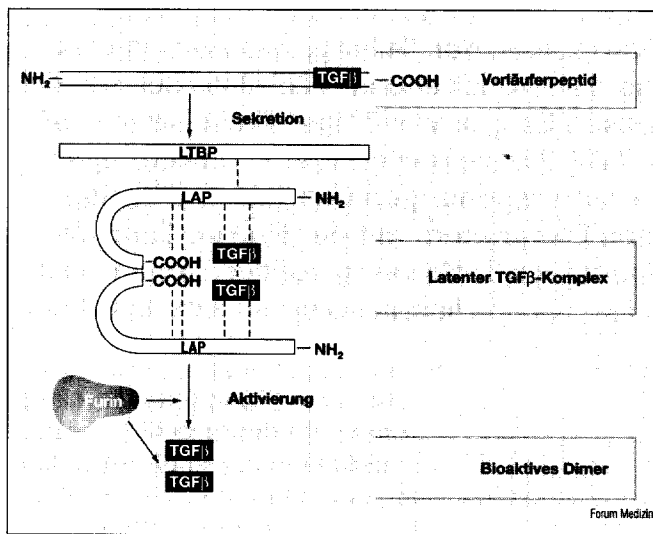 NH₂ TGFβ COOH Vorläuferpeptid
Sekretion
LTBP
LAP NH₂
COOH TGFβ
COOH TGFβ Latenter TGFβ-Komplex
LAP NH₂
Furin Aktivierung
TGFβ
TGFβ Bioaktives Dimer
Forum Medizin